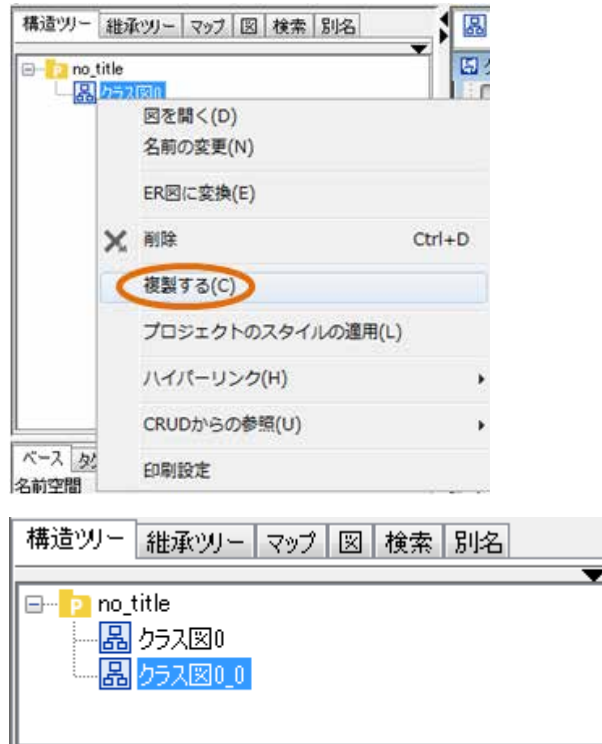 構造ツリー 継承ツリー マップ 図 検索 別名
no_title
クラス図0
図を開く(D)
名前の変更(N)
ER図に変換(E)
削除 Ctrl+D
複製する(C)
プロジェクトのスタイルの適用(L)
ハイパーリンク(H)
CRUDからの参照(U)
印刷設定
ベース
名前空間
構造ツリー 継承ツリー マップ 図 検索 別名
no_title
クラス図0
クラス図0_0